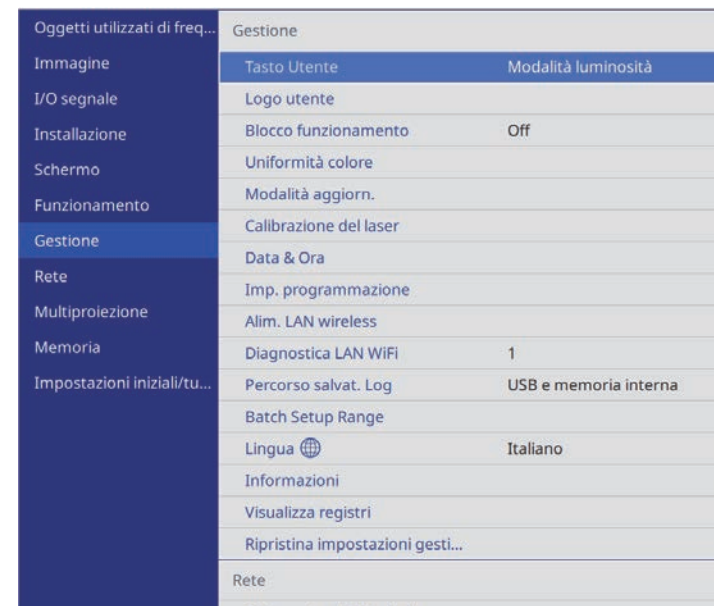 Oggetti utilizzati di freq...
Immagine
I/O segnale
Installazione
Schermo
Funzionamento
Gestione
Rete
Multiproiezione
Memoria
Impostazioni iniziali/tu...
Gestione
Tasto Utente Modalità luminosità
Logo utente
Blocco funzionamento Off
Uniformità colore
Modalità aggiorn.
Calibrazione del laser
Data & Ora
Imp. programmazione
Alim. LAN wireless
Diagnostica LAN WiFi 1
Percorso salvat. Log USB e memoria interna
Batch Setup Range
Lingua Italiano
Informazioni
Visualizza registri
Ripristina impostazioni gesti...
Rete